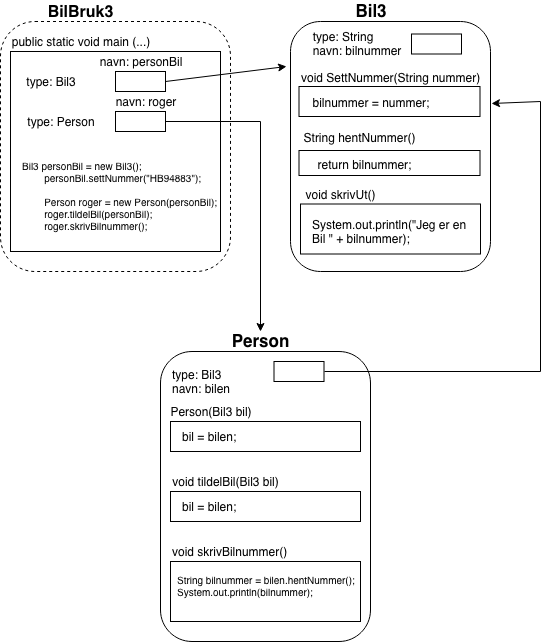 BilBruk3
public static void main (...)
navn: personBil
type: Bil3
navn: roger
type: Person
Bil3 personBil = new Bil3();
personBil.settNummer("HB94883");
Person roger = new Person(personBil);
roger.tildelBil(personBil);
roger.skrivBilnummer();
Bil3
type: String
navn: bilnummer
void SettNummer(String nummer)
bilnummer = nummer;
String hentNummer()
return bilnummer;
void skrivUt()
System.out.println("Jeg er en
Bil " + bilnummer);
Person
type: Bil3
navn: bilen
Person(Bil3 bil)
bil = bilen;
void tildelBil(Bil3 bil)
bil = bilen;
void skrivBilnummer()
String bilnummer = bilen.hentNummer();
System.out.println(bilnummer);